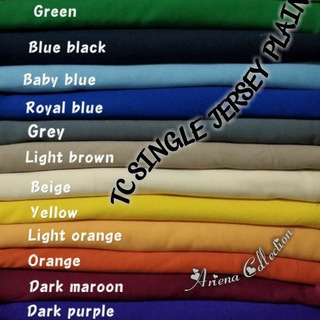 Green
Blue black
Baby blue
Royal blue
Grey
Light brown
Beige
Yellow
Light orange
Orange
Dark maroon
Dark purple
TC SINGLE JERSEY PLAIN
Ariena Collection